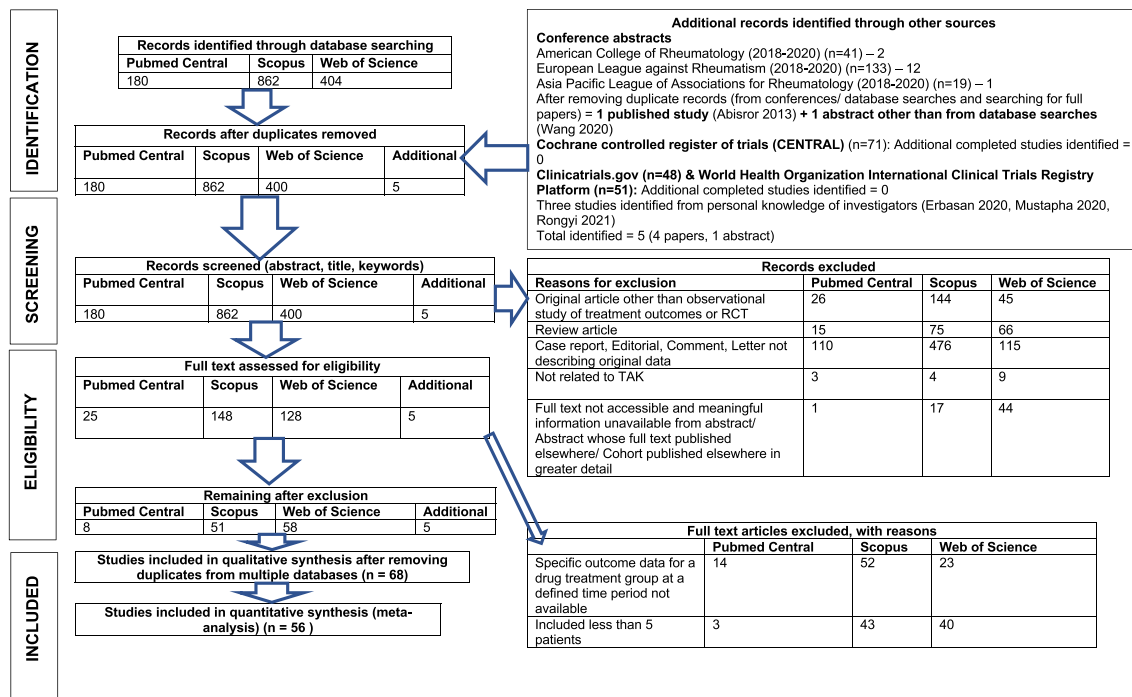 IDENTIFICATION
Records identified through database searching
Pubmed Central Scopus Web of Science
180 862 404
Records after duplicates removed
Pubmed Central Scopus Web of Science Additional
180 862 400 5
Additional records identified through other sources
Conference abstracts
American College of Rheumatology (2018-2020) (n=41) – 2
European League against Rheumatism (2018-2020) (n=133) – 12
Asia Pacific League of Associations for Rheumatology (2018-2020) (n=19) – 1
After removing duplicate records (from conferences/ database searches and searching for full
papers) = 1 published study (Abisror 2013) + 1 abstract other than from database searches
(Wang 2020)
Cochrane controlled register of trials (CENTRAL) (n=71): Additional completed studies identified =
0
Clinicatrials.gov (n=48) & World Health Organization International Clinical Trials Registry
Platform (n=51): Additional completed studies identified = 0
Three studies identified from personal knowledge of investigators (Erbasan 2020, Mustapha 2020,
Rongyi 2021)
Total identified = 5 (4 papers, 1 abstract)
SCREENING
Records screened (abstract, title, keywords)
Pubmed Central Scopus Web of Science Additional
180 862 400 5
Records excluded
Reasons for exclusion Pubmed Central Scopus Web of Science
Original article other than observational 26 144 45
study of treatment outcomes or RCT
Review article 15 75 66
Case report, Editorial, Comment, Letter not 110 476 115
describing original data
Not related to TAK 3 4 9
Full text not accessible and meaningful 1 17 44
information unavailable from abstract/
Abstract whose full text published
elsewhere/ Cohort published elsewhere in
greater detail
ELIGIBILITY
Full text assessed for eligibility
Pubmed Central Scopus Web of Science Additional
25 148 128 5
Remaining after exclusion
Pubmed Central Scopus Web of Science Additional
8 51 58 5
Full text articles excluded, with reasons
Pubmed Central Scopus Web of Science
Specific outcome data for a 14 52 23
drug treatment group at a
defined time period not
available
Included less than 5 3 43 40
patients
INCLUDED
Studies included in qualitative synthesis after removing
duplicates from multiple databases (n = 68)
Studies included in quantitative synthesis (meta-
analysis) (n = 56 )